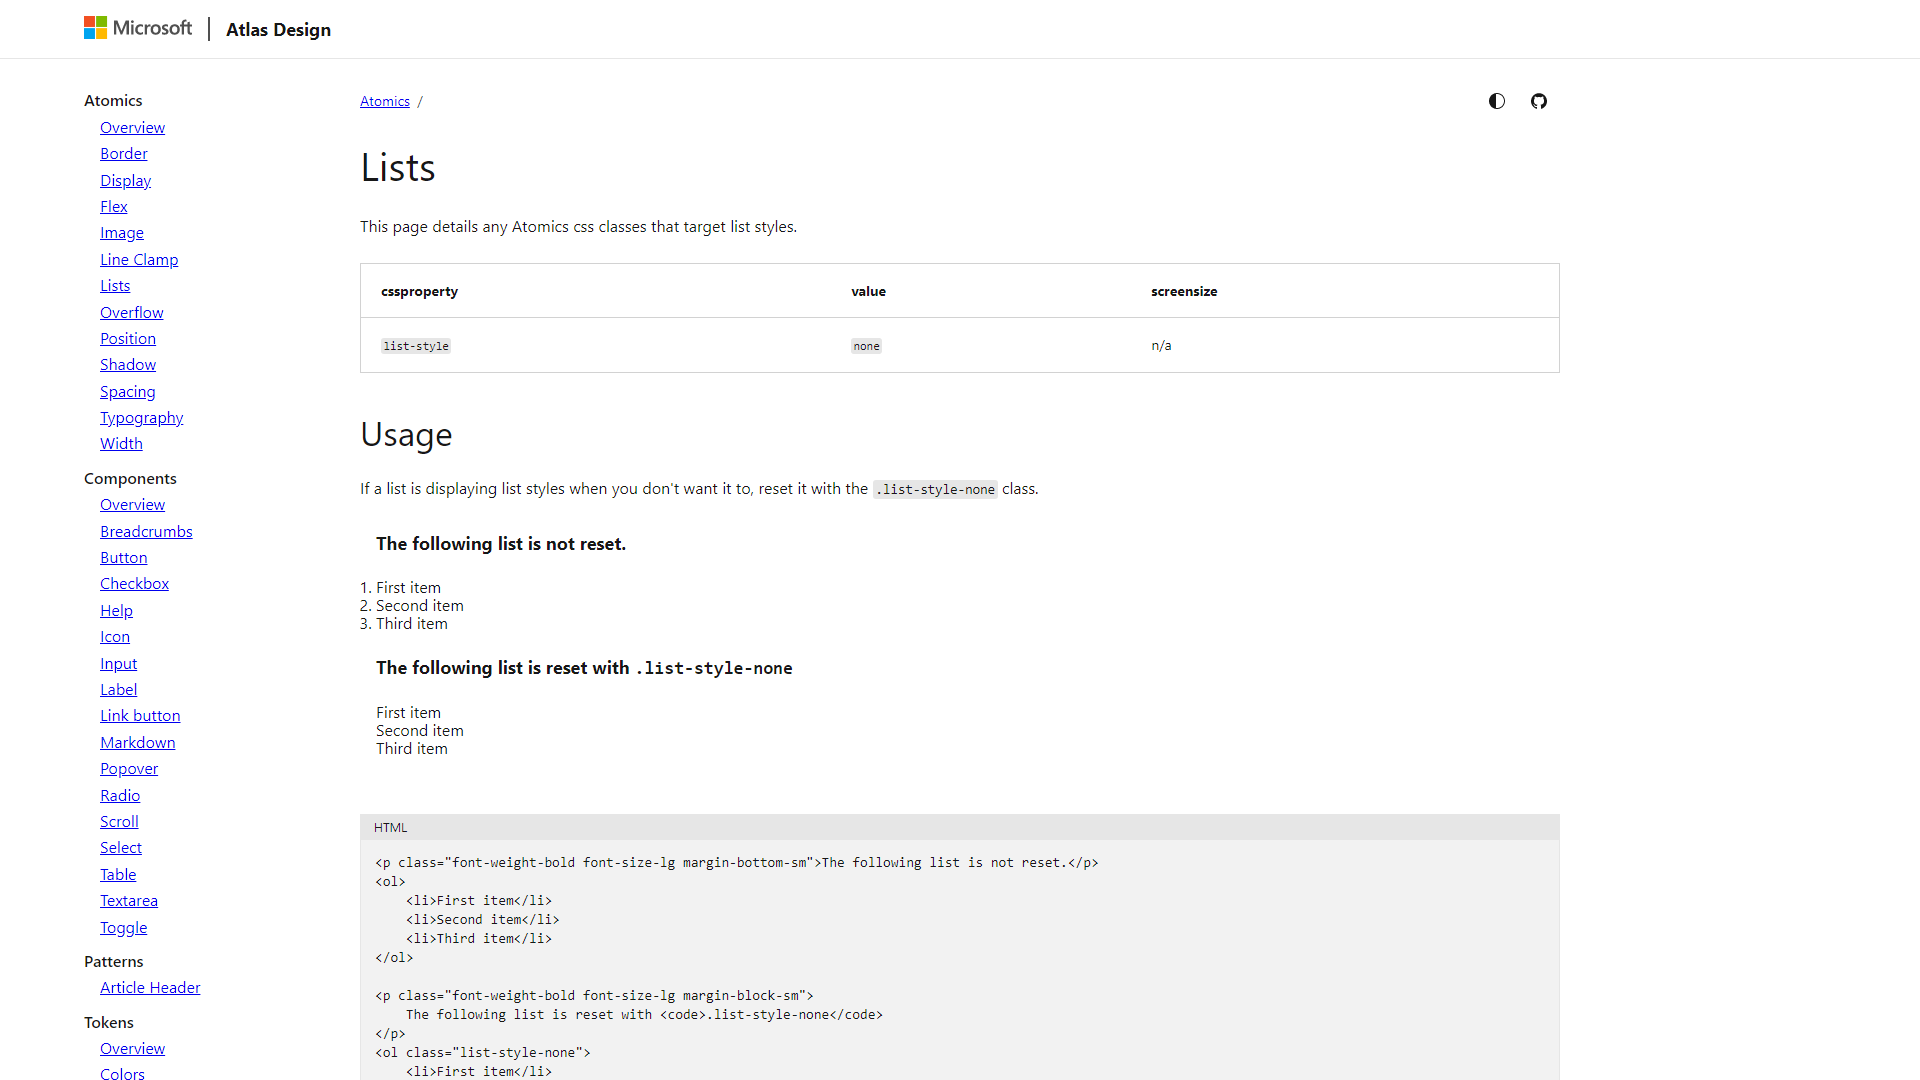 Microsoft | Atlas Design
Atomics
Overview
Border
Display
Flex
Image
Line Clamp
Lists
Overflow
Position
Shadow
Spacing
Typography
Width
Components
Overview
Breadcrumbs
Button
Checkbox
Help
Icon
Input
Label
Link button
Markdown
Popover
Radio
Scroll
Select
Table
Textarea
Toggle
Patterns
Article Header
Tokens
Overview
Colors
Atomics /
Lists
This page details any Atomics css classes that target list styles.
cssproperty value screensize
list-style none n/a
Usage
If a list is displaying list styles when you don't want it to, reset it with the .list-style-none class.
The following list is not reset.
1. First item
2. Second item
3. Third item
The following list is reset with .list-style-none
First item
Second item
Third item
HTML
<p class="font-weight-bold font-size-lg margin-bottom-sm">The following list is not reset.</p>
<ol>
    <li>First item</li>
    <li>Second item</li>
    <li>Third item</li>
</ol>
<p class="font-weight-bold font-size-lg margin-block-sm">
    The following list is reset with <code>.list-style-none</code>
</p>
<ol class="list-style-none">
    <li>First item</li>